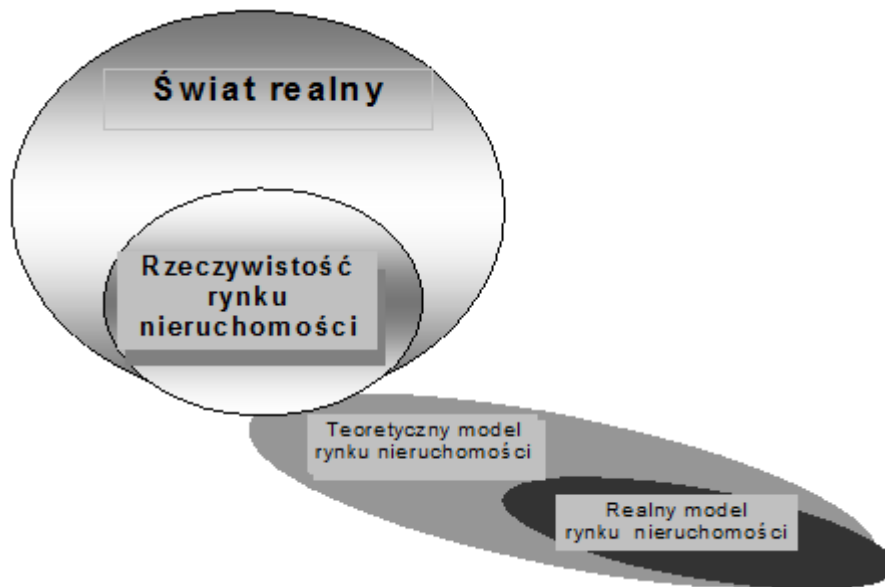 Świat realny
Rzeczywistość
rynku
nieruchomości
Teoretyczny model
rynku nieruchomości
Realny model
rynku nieruchomości